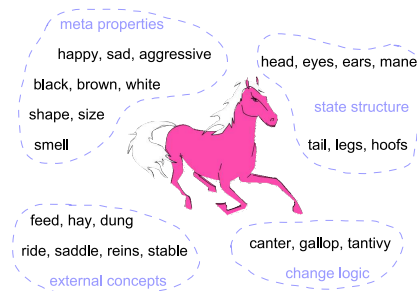 meta properties
happy, sad, aggressive
black, brown, white
shape, size
smell
head, eyes, ears, mane
state structure
tail, legs, hoofs
feed, hay, dung
ride, saddle, reins, stable
external concepts
canter, gallop, tantivy
change logic